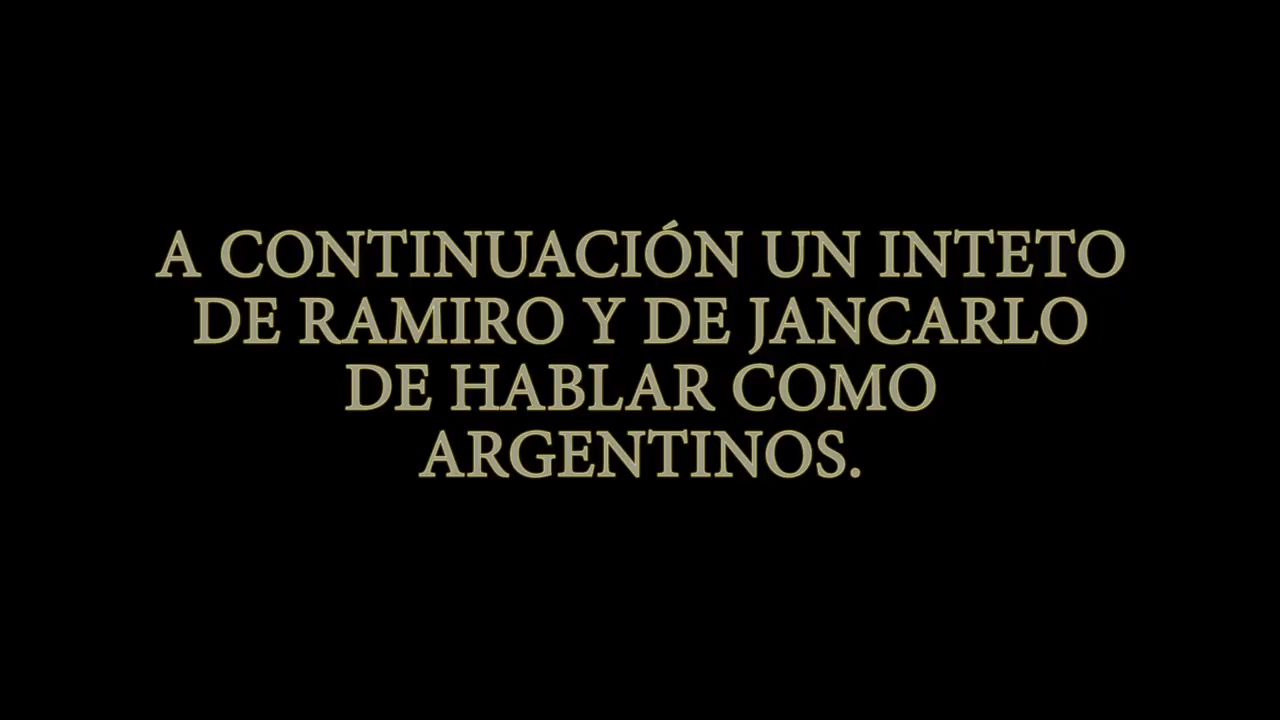 A CONTINUACIÓN UN INTETO
DE RAMIRO Y DE JANCARLO
DE HABLAR COMO
ARGENTINOS.